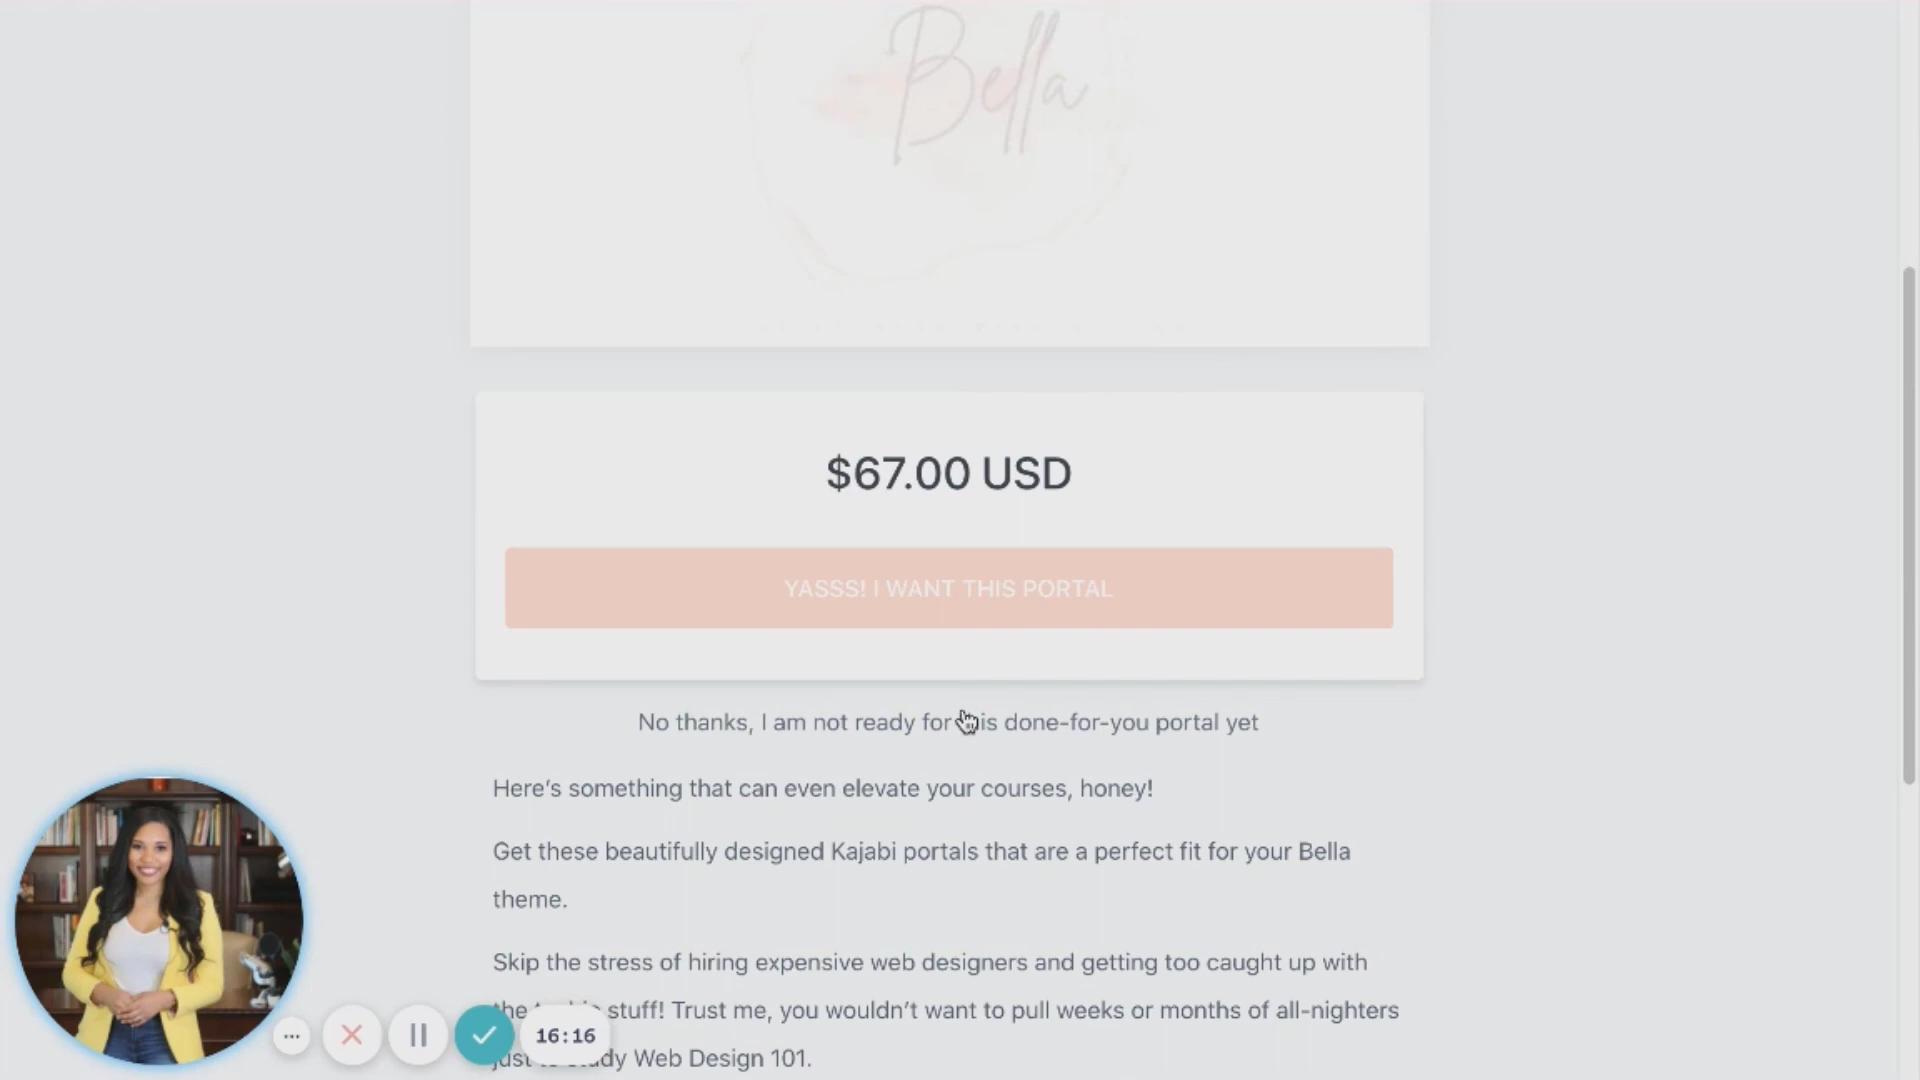 Bella
$67.00 USD
YASSS! I WANT THIS PORTAL
No thanks, I am not ready for is done-for-you portal yet
Here's something that can even elevate your courses, honey!
Get these beautifully designed Kajabi portals that are a perfect fit for your Bella
theme.
Skip the stress of hiring expensive web designers and getting too caught up with
the stuff! Trust me, you wouldn't want to pull weeks or months of all-nighters
16:16
just Web Design 101.